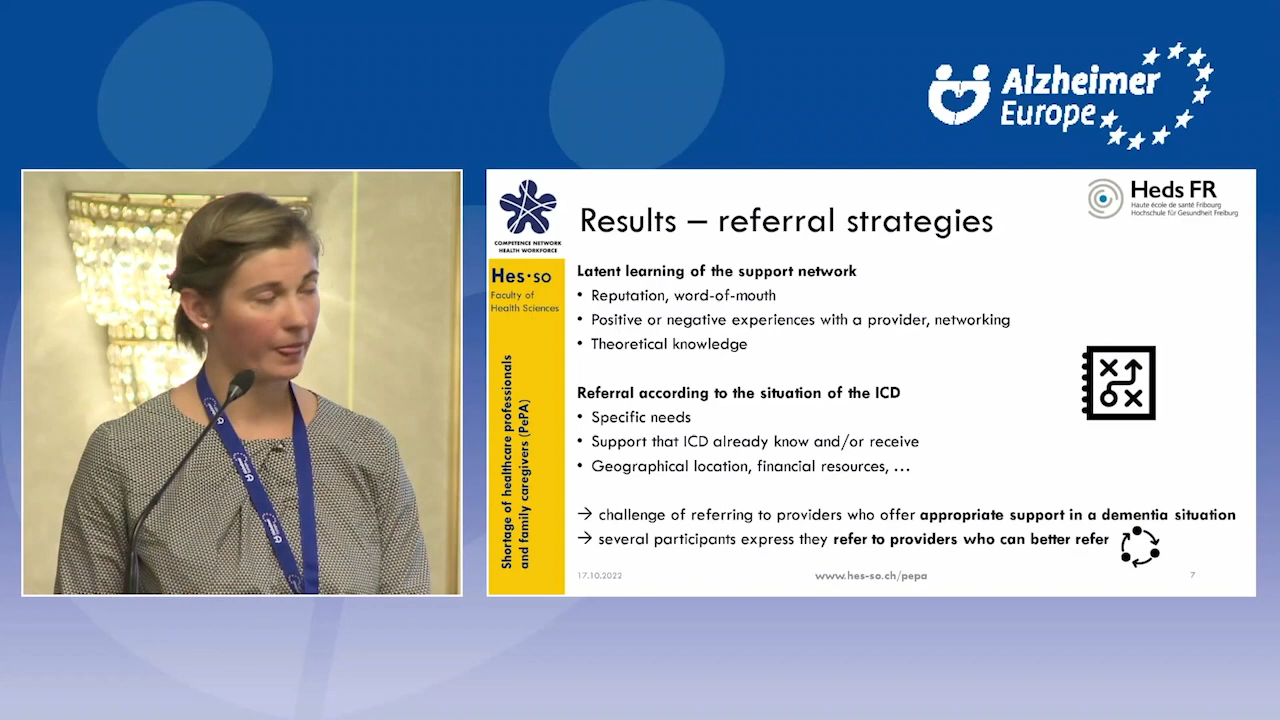 Alzheimer
Europe
COMPETENCE NETWORK
HEALTH WORKFORCE
Hes·so
Faculty of
Health Sciences
Shortage of healthcare professionals
and family caregivers (PePA)
Results – referral strategies
Heds FR
Haute école de santé Fribourg
Hochschule für Gesundheit Freiburg
Latent learning of the support network
• Reputation, word-of-mouth
• Positive or negative experiences with a provider, networking
• Theoretical knowledge
Referral according to the situation of the ICD
• Specific needs
• Support that ICD already know and/or receive
• Geographical location, financial resources, …
→ challenge of referring to providers who offer appropriate support in a dementia situation
→ several participants express they refer to providers who can better refer
17.10.2022
www.hes-so.ch/pepa
7